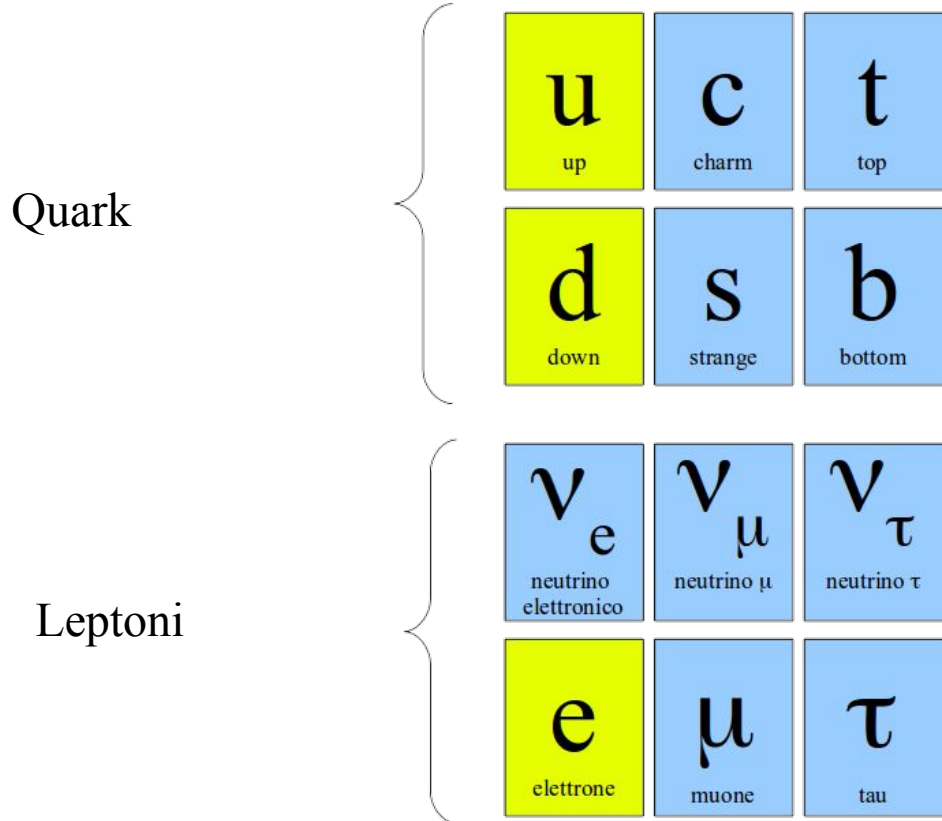 Quark
u
up
c
charm
t
top
d
down
s
strange
b
bottom
Leptoni
νe
neutrino
elettronico
νμ
neutrino μ
ντ
neutrino τ
e
elettrone
μ
muone
τ
tau